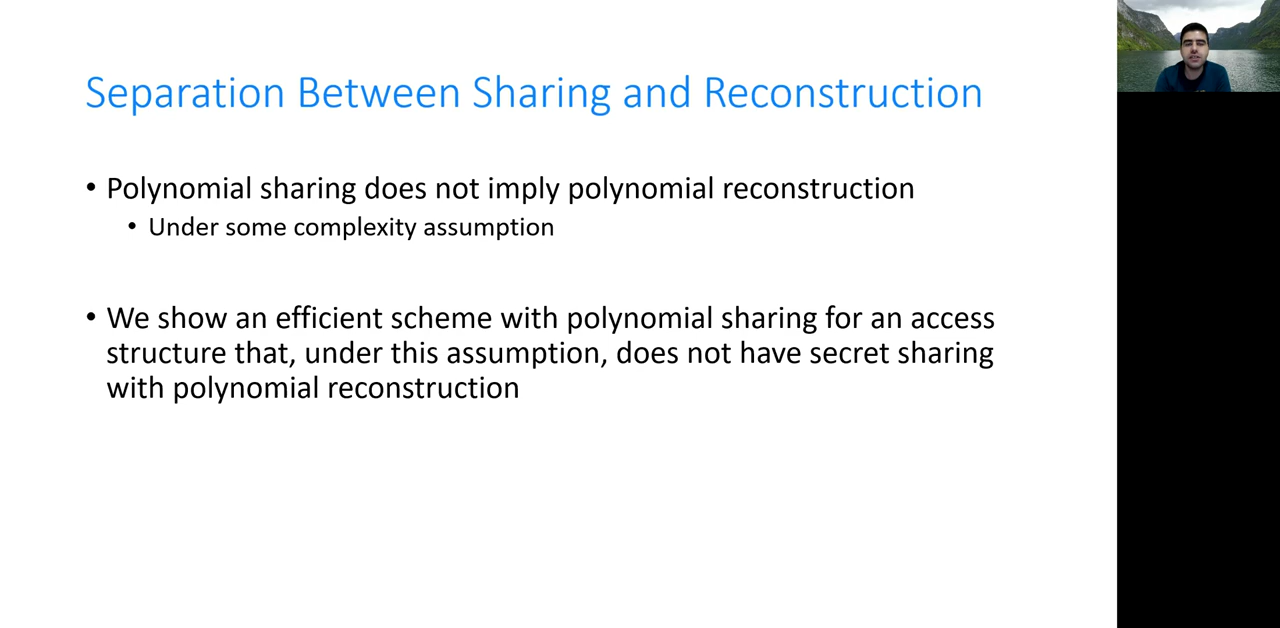 Separation Between Sharing and Reconstruction
• Polynomial sharing does not imply polynomial reconstruction
• Under some complexity assumption
• We show an efficient scheme with polynomial sharing for an access
structure that, under this assumption, does not have secret sharing
with polynomial reconstruction